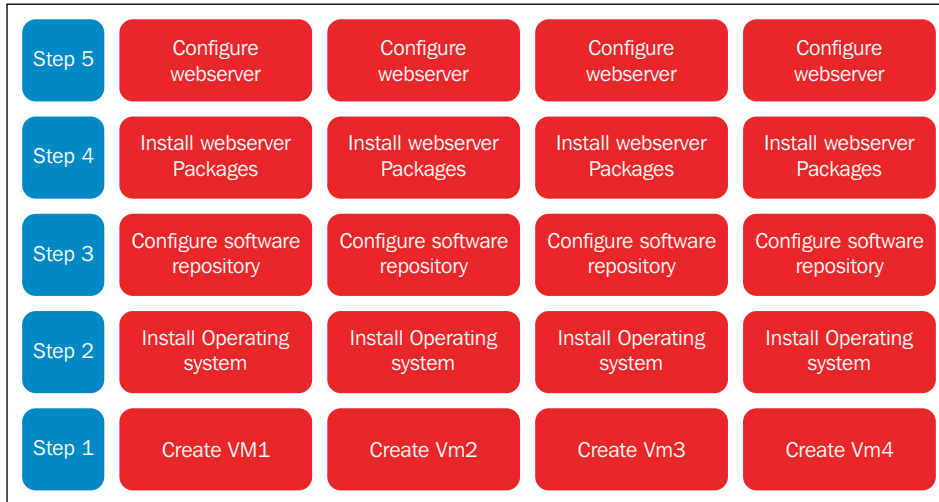 Step 5
Configure
webserver
Configure
webserver
Configure
webserver
Configure
webserver
Step 4
Install webserver
Packages
Install webserver
Packages
Install webserver
Packages
Install webserver
Packages
Step 3
Configure software
repository
Configure software
repository
Configure software
repository
Configure software
repository
Step 2
Install Operating
system
Install Operating
system
Install Operating
system
Install Operating
system
Step 1
Create VM1
Create Vm2
Create Vm3
Create Vm4